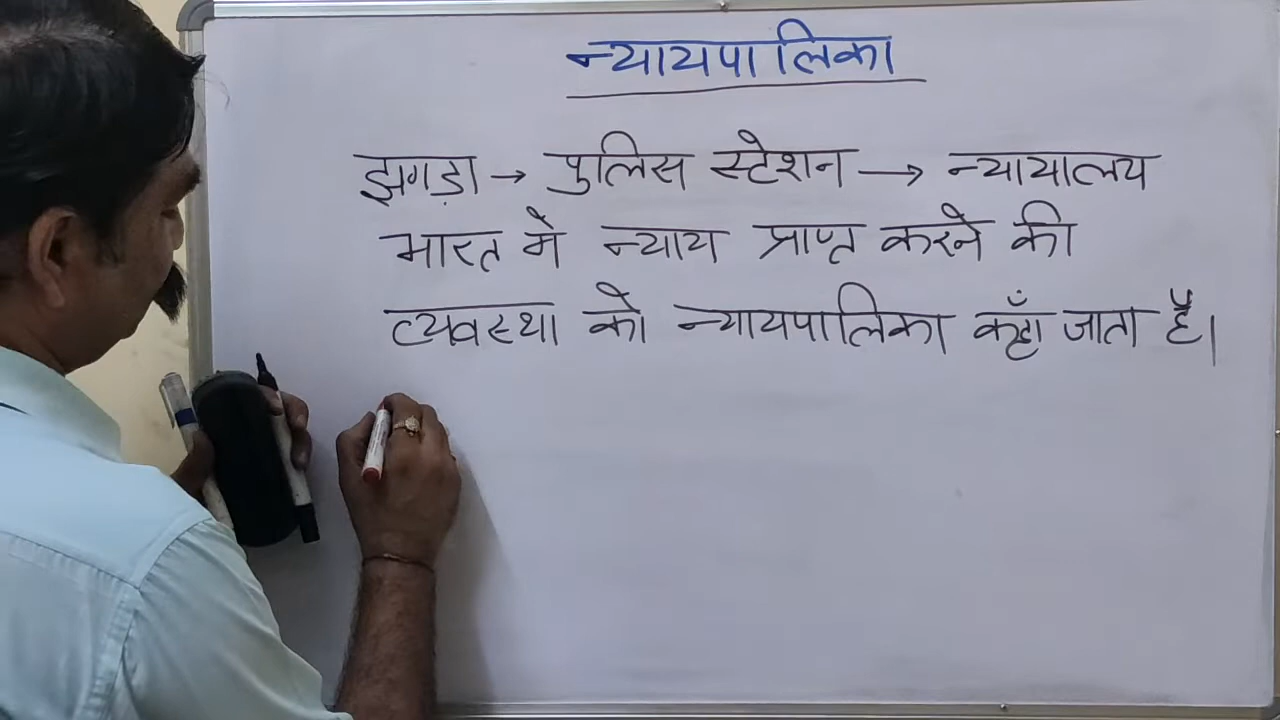 न्यायपालिका
झगड़ा → पुलिस स्टेशन → न्यायालय
भारत में न्याय प्राप्त करने की
व्यवस्था को न्यायपालिका कहाँ जाता है।